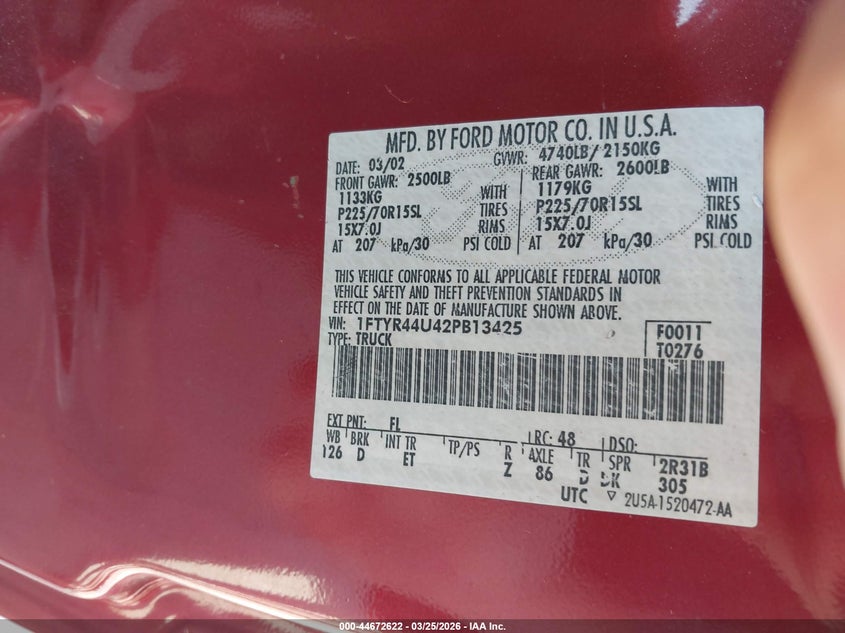 MFD. BY FORD MOTOR CO. IN U.S.A.
DATE: 03/02 GVWR: 4740LB/ 2150KG
FRONT GAWR: 2500LB REAR GAWR: 2600LB
1133KG WITH 1179KG WITH
P225/70R15SL TIRES P225/70R15SL TIRES
15X7.0J RIMS 15X7.0J RIMS
AT 207 kPa/30 PSI COLD AT 207 kPa/30 PSI COLD
THIS VEHICLE CONFORMS TO ALL APPLICABLE FEDERAL MOTOR
VEHICLE SAFETY AND THEFT PREVENTION STANDARDS IN
EFFECT ON THE DATE OF MANUFACTURE SHOWN ABOVE.
VIN: 1FTYR44U42PB13425 F0011
TYPE: TRUCK T0276
EXT PNT: FL RC: 48 DSO:
WB BRK INT TR TP/PS R AXLE TR SPR 2R31B
126 D ET Z 86 D K 305
UTC ▽ 2U5A-1520472-AA
000-44672622 | 03/25/2026 | IAA Inc.